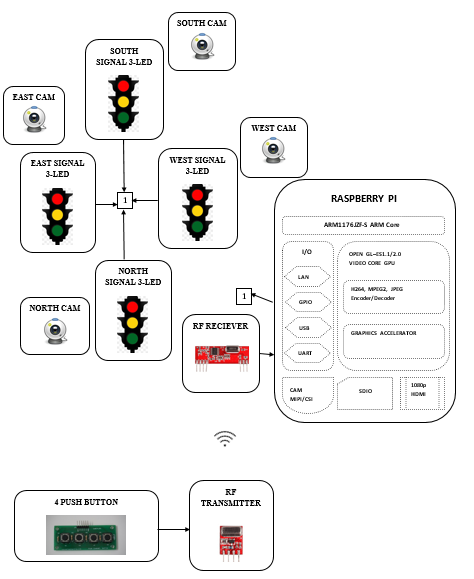 SOUTH CAM
SOUTH
SIGNAL 3-LED
EAST CAM
WEST CAM
EAST SIGNAL
3-LED
WEST SIGNAL
3-LED
1
RASPBERRY PI
ARM1176JZF-S ARM Core
I/O
LAN
GPIO
USB
UART
OPEN GL–ES1.1/2.0
VIDEO CORE GPU
H264, MPEG2, JPEG
Encoder/Decoder
GRAPHICS ACCELERATOR
CAM
MIPI/CSI
SDIO
1080p
HDMI
NORTH
SIGNAL 3-LED
NORTH CAM
1
RF RECIEVER
4 PUSH BUTTON
RF
TRANSMITTER